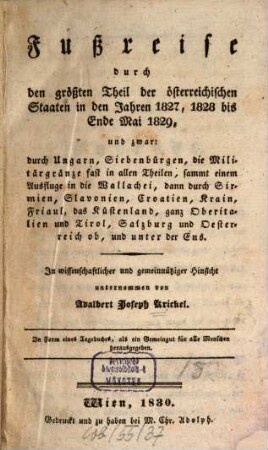 Fußreise
durch
den größten Theil der österreichischen
Staaten in den Jahren 1827, 1828 bis
Ende Mai 1829,
und zwar:
durch Ungarn, Siebenbürgen, die Mili-
tärgränze fast in allen Theilen, sammt einem
Ausfluge in die Wallachei, dann durch Sir-
mien, Slavonien, Croatien, Krain,
Friaul, das Küstenland, ganz Oberita-
lien und Tirol, Salzburg und Oester-
reich ob, und unter der Ens.
In wissenschaftlicher und gemeinnütziger Hinsicht
unternommen von
Adalbert Joseph Krickel.
In Form eines Tagebuches, als ein Gemeingut für alle Menschen
herausgegeben.
MÜNCHEN
Wien, 1830.
Gedruckt und zu haben bei M. Chr. Adolph.